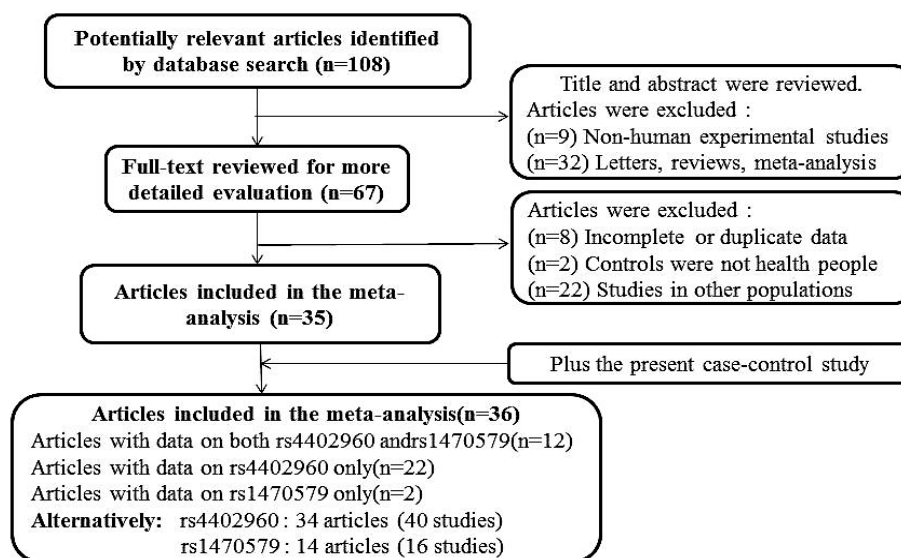 Potentially relevant articles identified
by database search (n=108)
Title and abstract were reviewed.
Articles were excluded :
(n=9) Non-human experimental studies
(n=32) Letters, reviews, meta-analysis
Full-text reviewed for more
detailed evaluation (n=67)
Articles were excluded :
(n=8) Incomplete or duplicate data
(n=2) Controls were not health people
(n=22) Studies in other populations
Articles included in the meta-
analysis (n=35)
Plus the present case-control study
Articles included in the meta-analysis(n=36)
Articles with data on both rs4402960 andrs1470579(n=12)
Articles with data on rs4402960 only(n=22)
Articles with data on rs1470579 only(n=2)
Alternatively: rs4402960 : 34 articles (40 studies)
rs1470579 : 14 articles (16 studies)